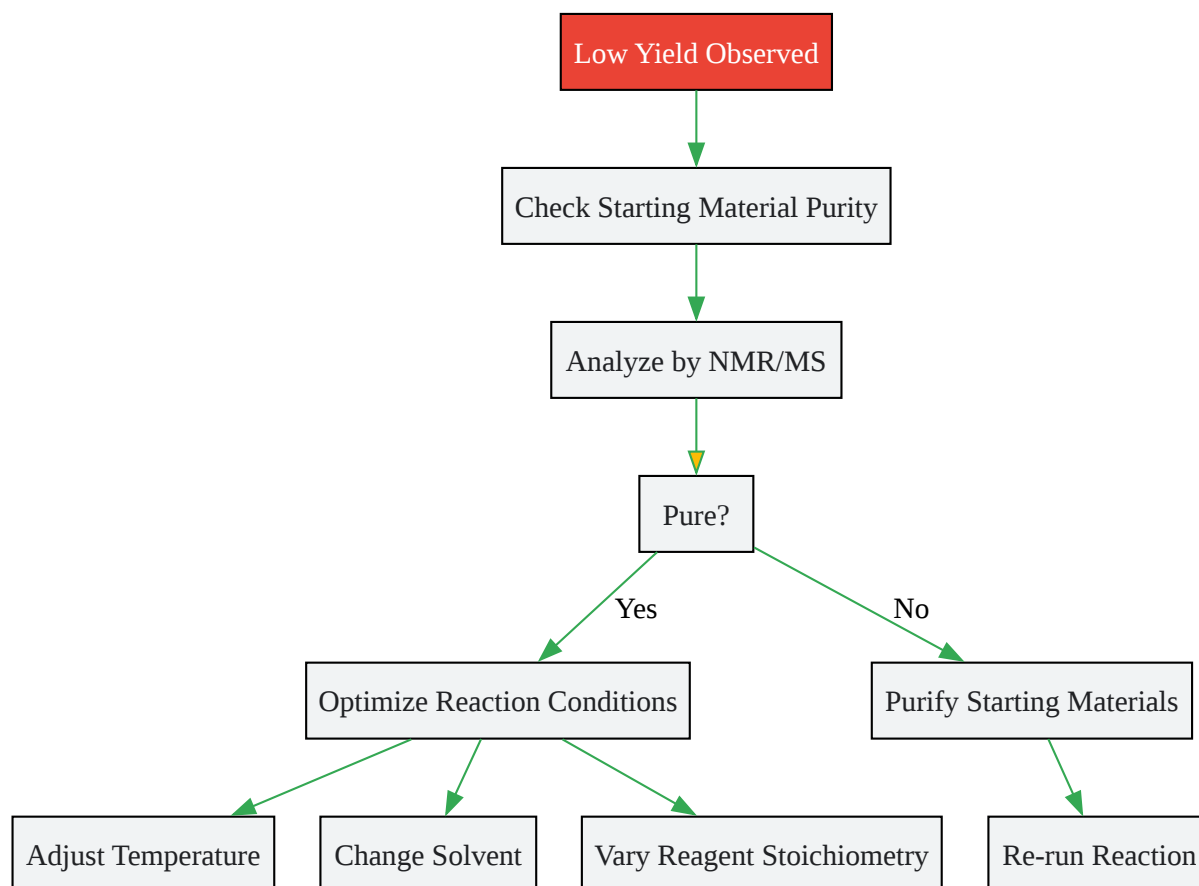 Low Yield Observed
Check Starting Material Purity
Analyze by NMR/MS
Pure?
Yes
No
Optimize Reaction Conditions
Purify Starting Materials
Adjust Temperature
Change Solvent
Vary Reagent Stoichiometry
Re-run Reaction